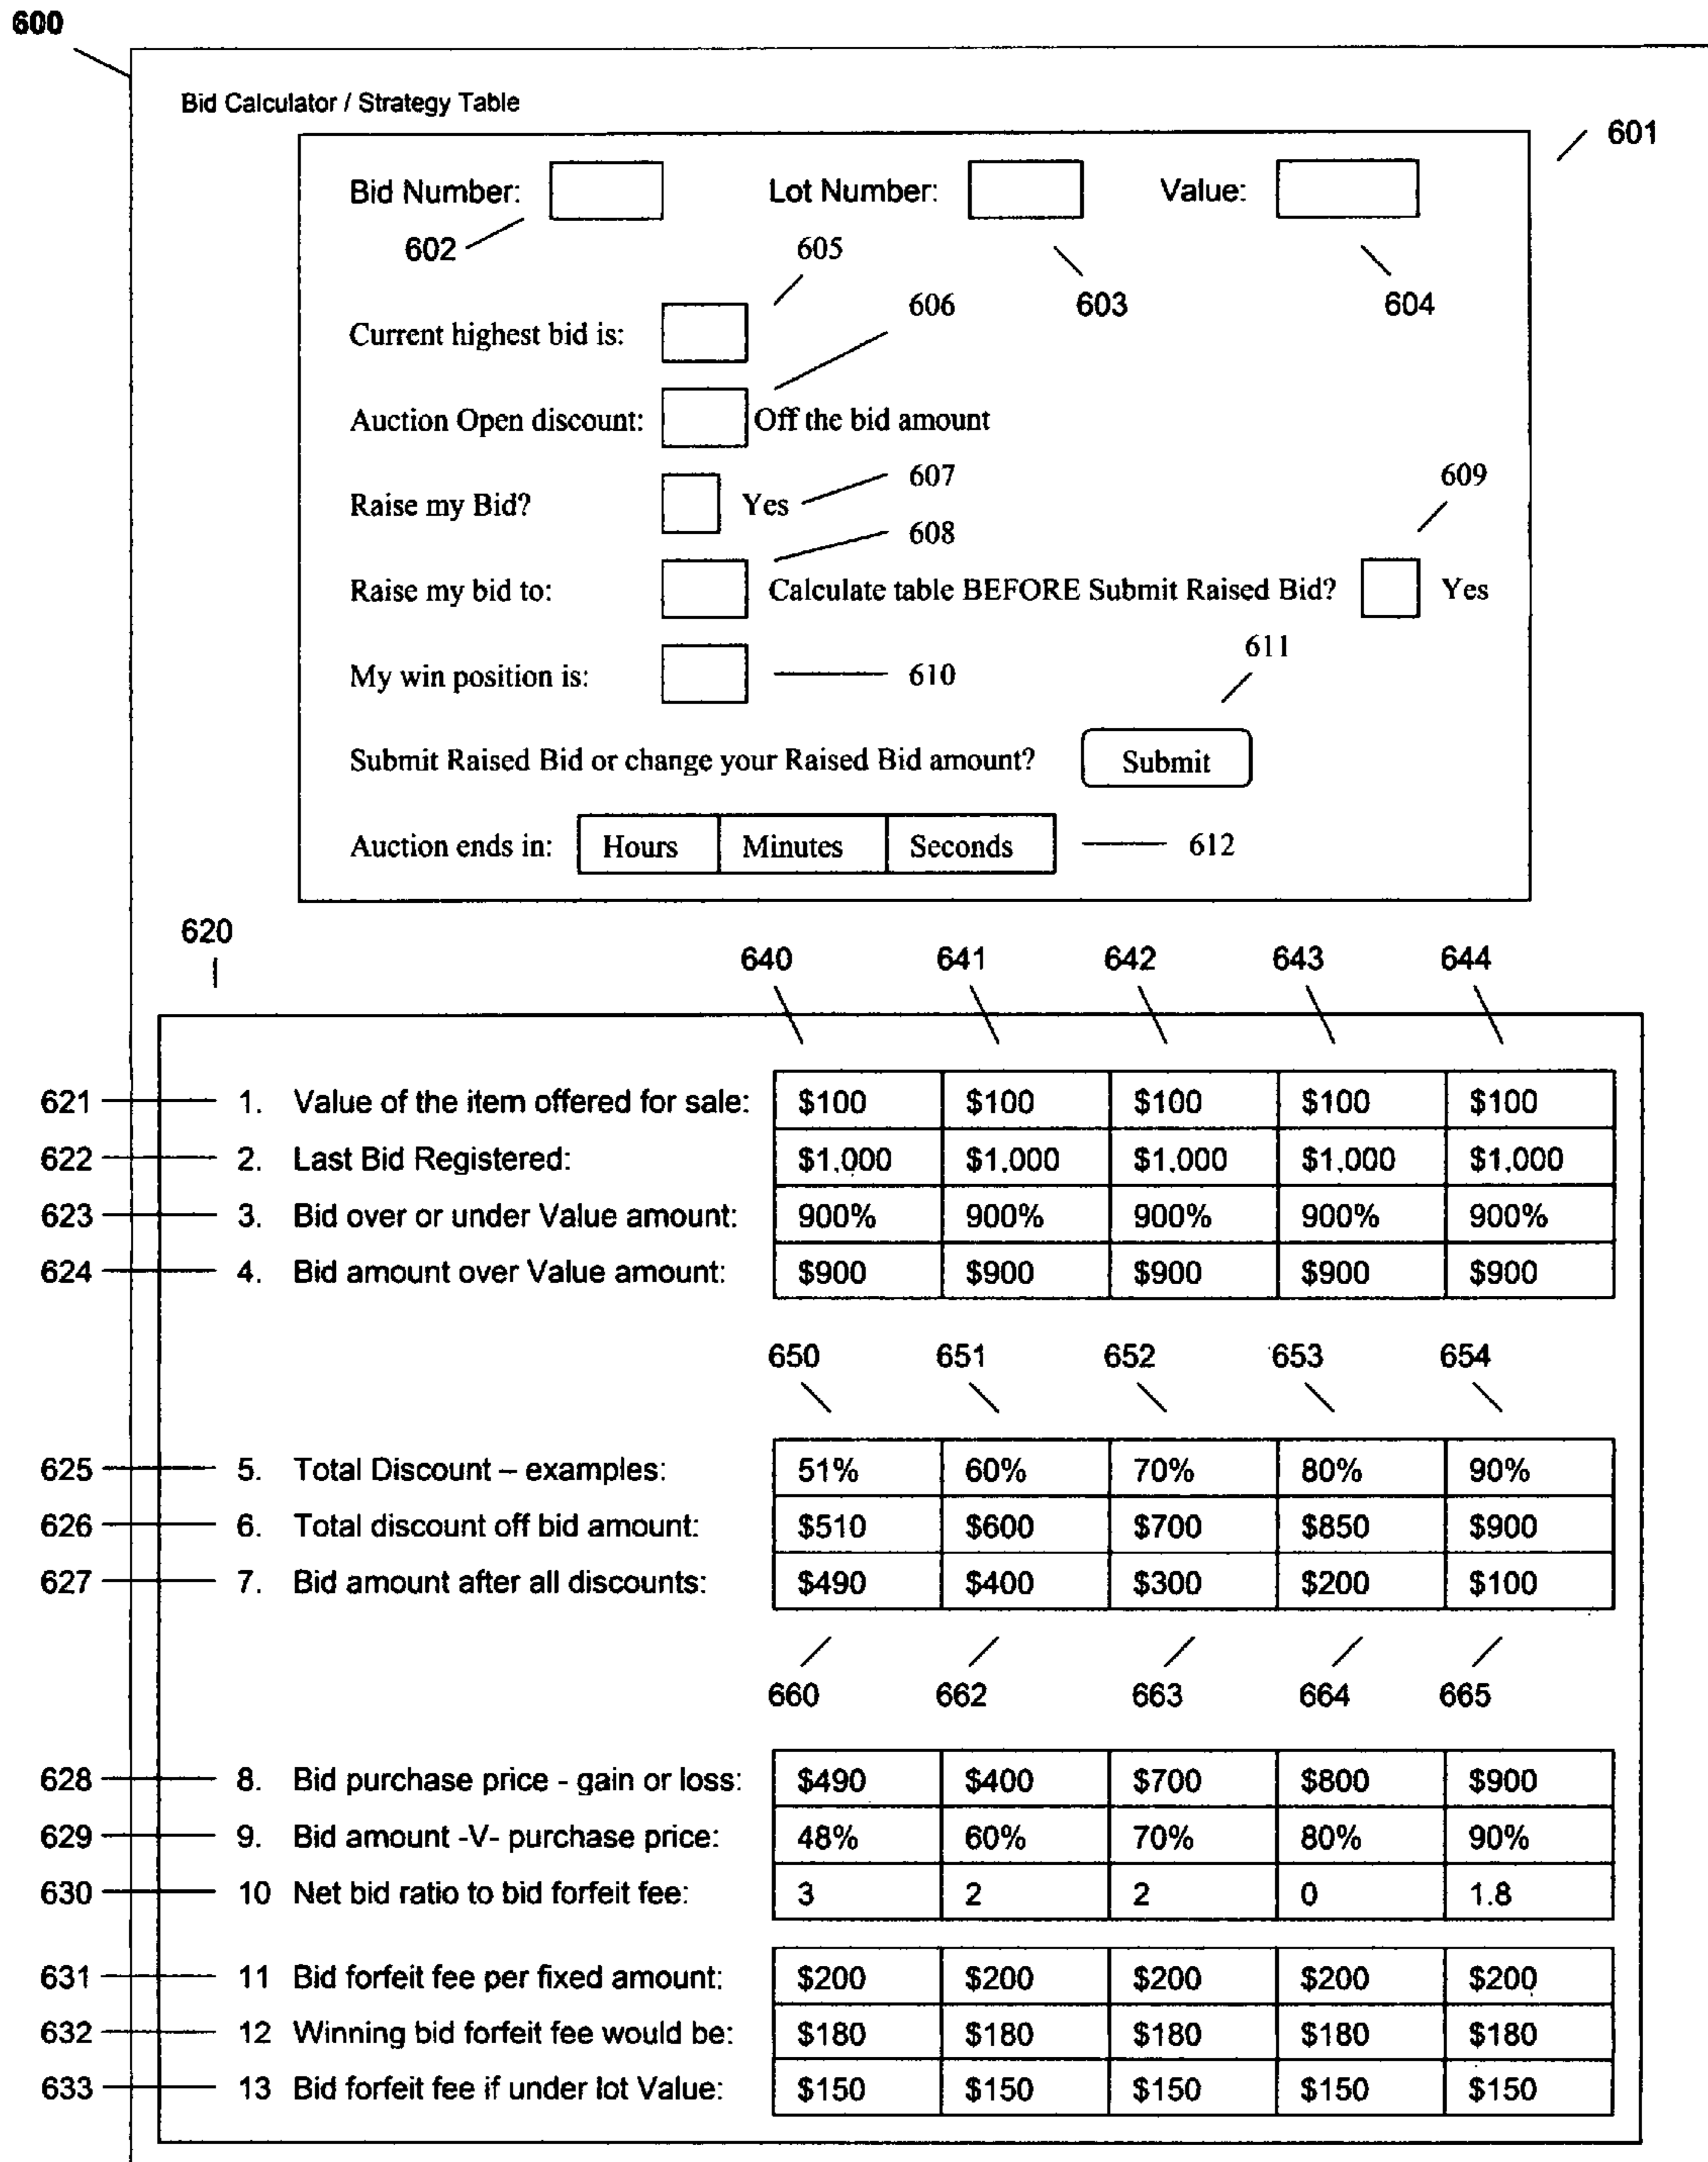 600
Bid Calculator / Strategy Table
601
Bid Number: Lot Number: Value:
602 605 603 604
606
Current highest bid is:
Auction Open discount: Off the bid amount
607 609
Raise my Bid? Yes
608
Raise my bid to: Calculate table BEFORE Submit Raised Bid? Yes
611
My win position is: 610
Submit Raised Bid or change your Raised Bid amount? Submit
Auction ends in: Hours Minutes Seconds 612
620
640 641 642 643 644
621 1. Value of the item offered for sale: $100 $100 $100 $100 $100
622 2. Last Bid Registered: $1,000 $1,000 $1,000 $1,000 $1,000
623 3. Bid over or under Value amount: 900% 900% 900% 900% 900%
624 4. Bid amount over Value amount: $900 $900 $900 $900 $900
650 651 652 653 654
625 5. Total Discount – examples: 51% 60% 70% 80% 90%
626 6. Total discount off bid amount: $510 $600 $700 $850 $900
627 7. Bid amount after all discounts: $490 $400 $300 $200 $100
660 662 663 664 665
628 8. Bid purchase price - gain or loss: $490 $400 $700 $800 $900
629 9. Bid amount -V- purchase price: 48% 60% 70% 80% 90%
630 10 Net bid ratio to bid forfeit fee: 3 2 2 0 1.8
631 11 Bid forfeit fee per fixed amount: $200 $200 $200 $200 $200
632 12 Winning bid forfeit fee would be: $180 $180 $180 $180 $180
633 13 Bid forfeit fee if under lot Value: $150 $150 $150 $150 $150